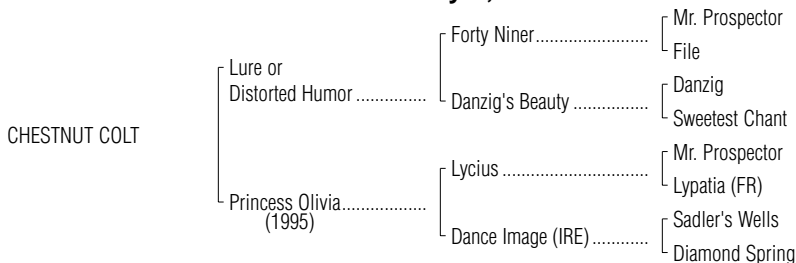 Mr. Prospector
Forty Niner
File
Lure or
Distorted Humor
Danzig
Danzig's Beauty
Sweetest Chant
CHESTNUT COLT
Mr. Prospector
Lycius
Lypatia (FR)
Princess Olivia
(1995)
Sadler's Wells
Dance Image (IRE)
Diamond Spring